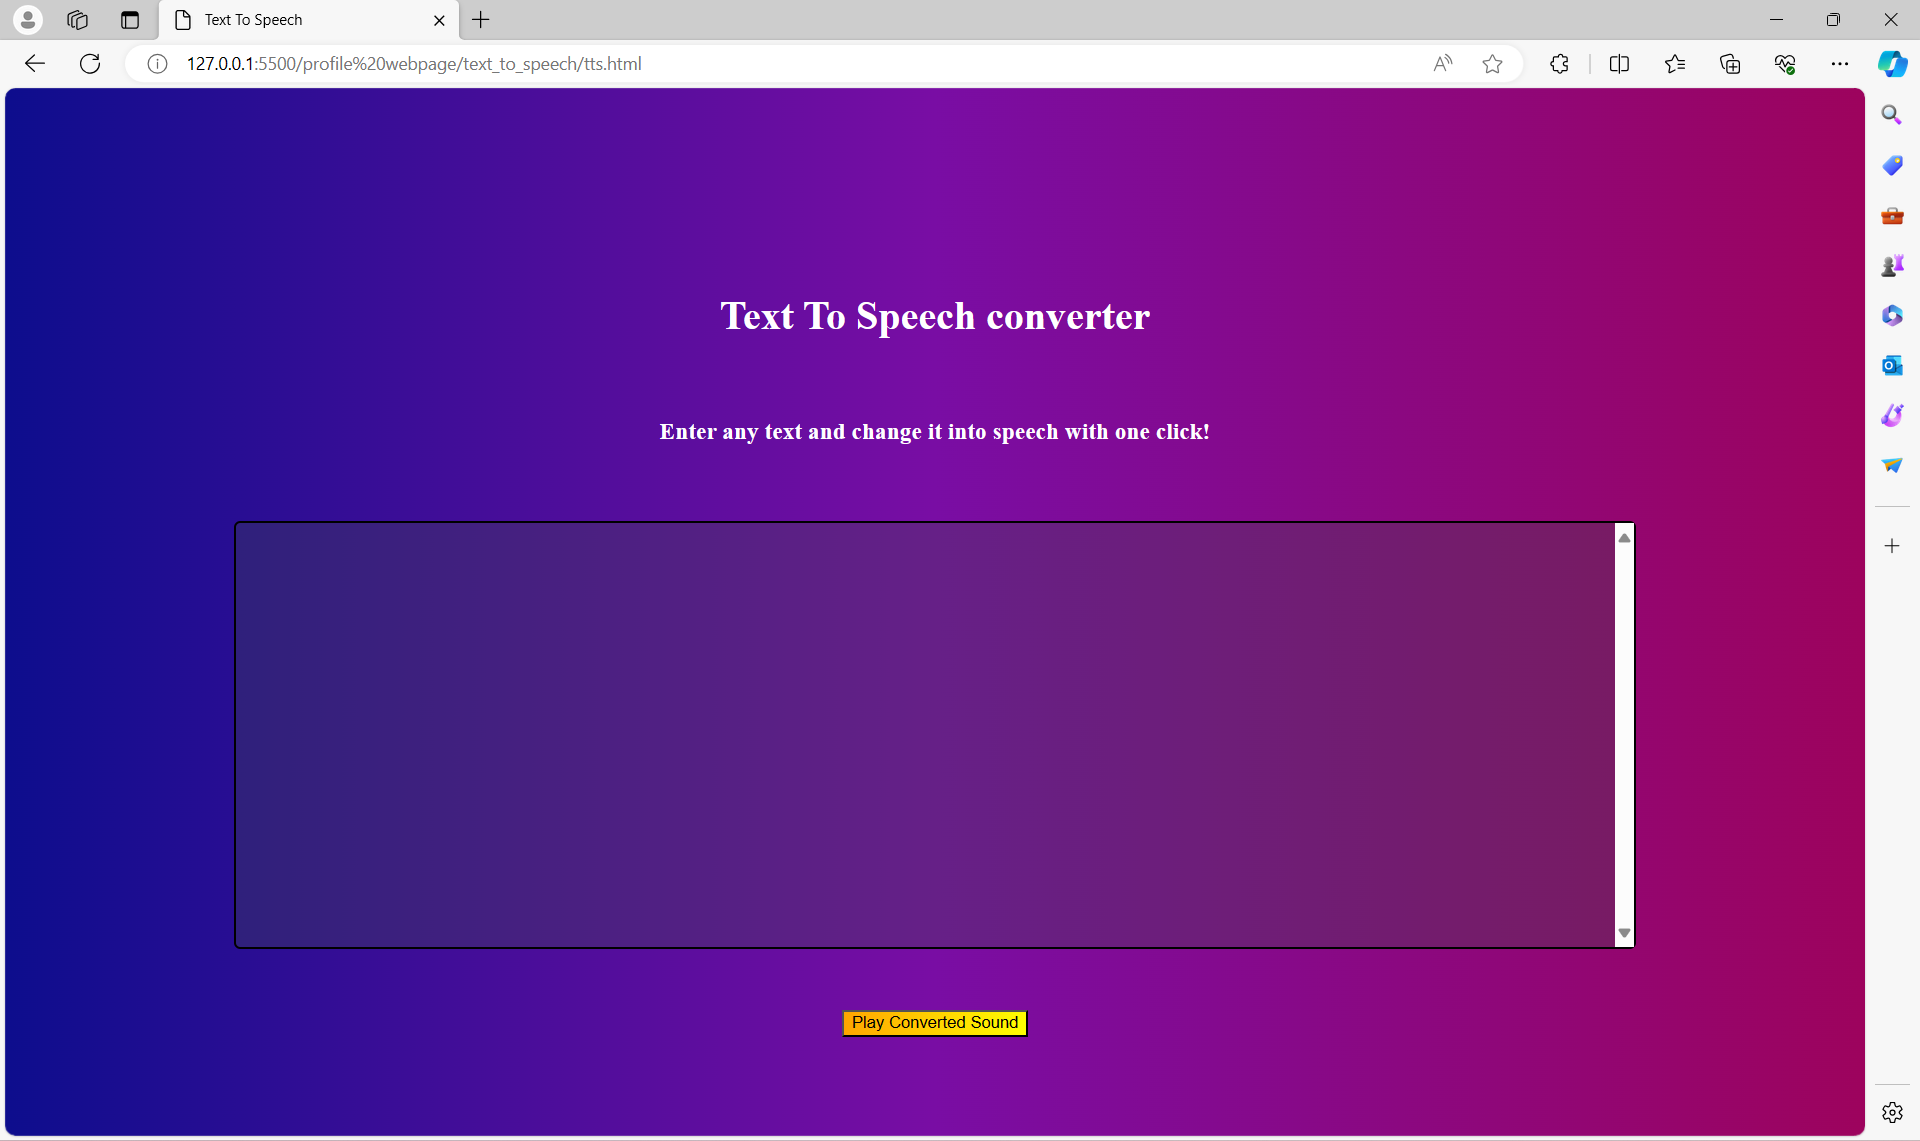 Text To Speech
127.0.0.1:5500/profile%20webpage/text_to_speech/tts.html
Text To Speech converter
Enter any text and change it into speech with one click!
Play Converted Sound